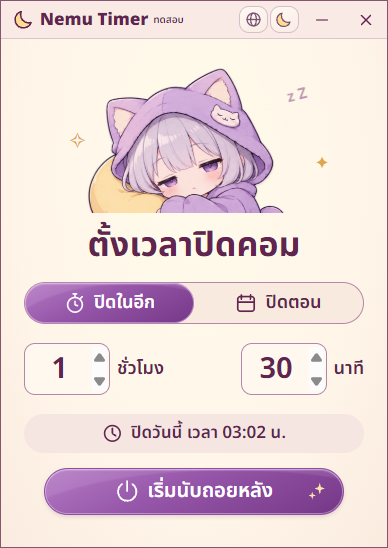 Nemu Timer ทดสอบ
z Z
ตั้งเวลาปิดคอม
ปิดในอีก
ปิดตอน
1 ชั่วโมง
30 นาที
ปิดวันนี้ เวลา 03:02 น.
เริ่มนับถอยหลัง